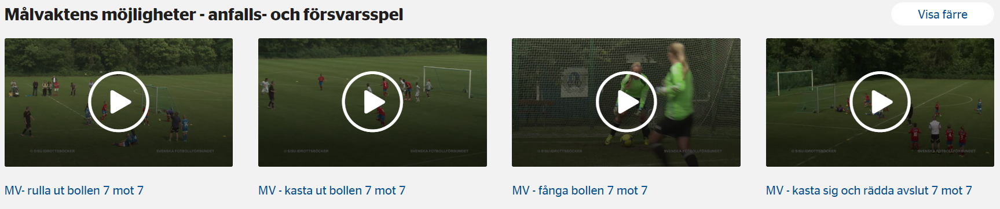 Målvaktens möjligheter - anfalls- och försvarsspel
Visa färre
© SISU IDROTTSBÖCKER
SVENSKA FOTBOLLFÖRBUNDET
© SISU IDROTTSBÖCKER
SVENSKA FOTBOLLFÖRBUNDET
© SISU IDROTTSBÖCKER
SVENSKA FOTBOLLFÖRBUNDET
© SISU IDROTTSBÖCKER
SVENSKA FOTBOLLFÖRBUNDET
MV- rulla ut bollen 7 mot 7
MV - kasta ut bollen 7 mot 7
MV - fånga bollen 7 mot 7
MV - kasta sig och rädda avslut 7 mot 7